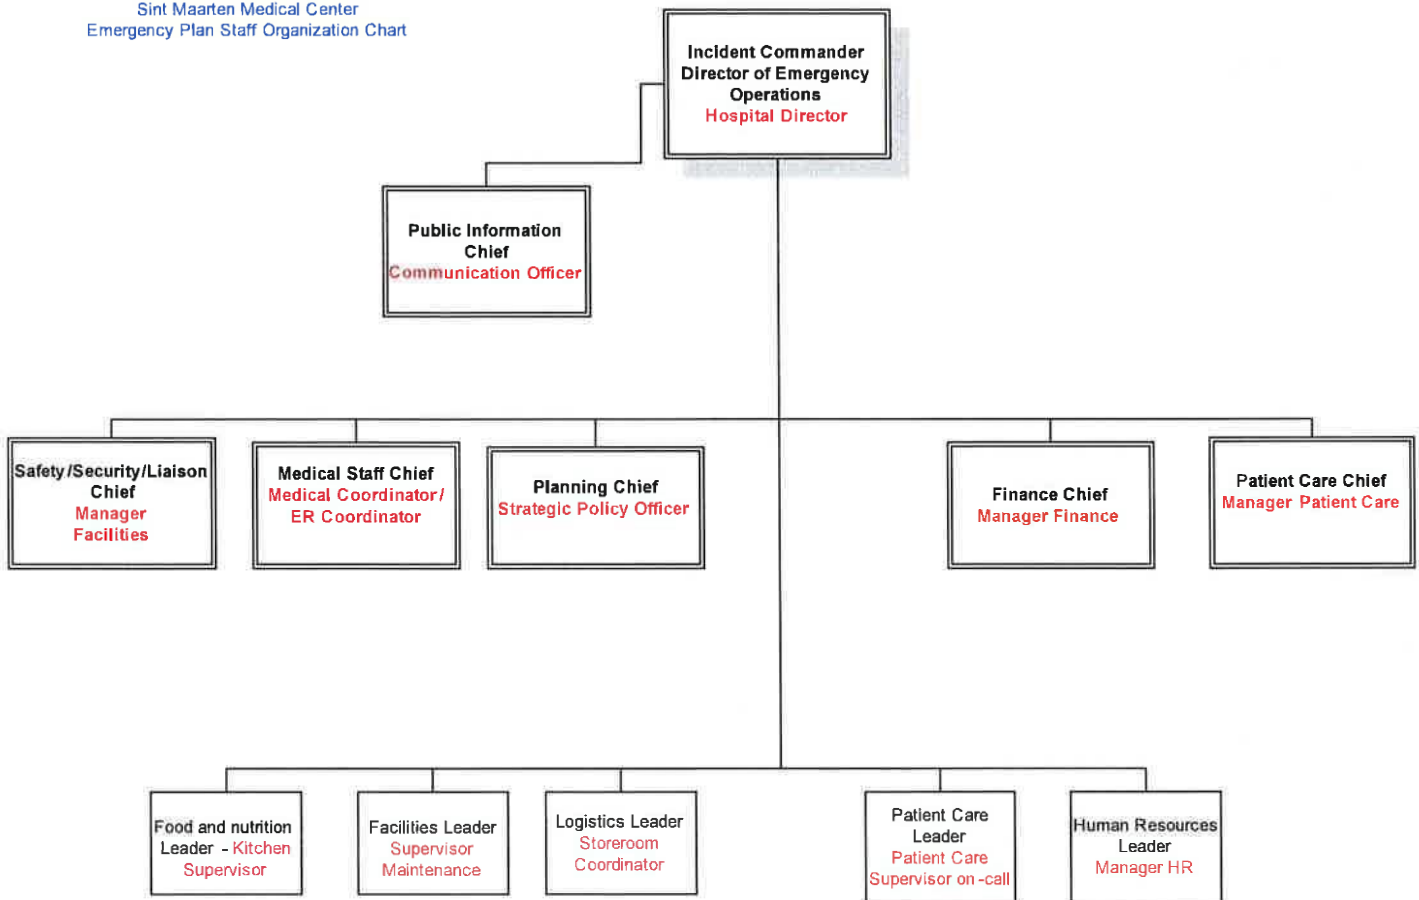 Sint Maarten Medical Center
Emergency Plan Staff Organization Chart
Incident Commander
Director of Emergency
Operations
Hospital Director
Public Information
Chief
Communication Officer
Safety/Security/Liaison
Chief
Manager
Facilities
Medical Staff Chief
Medical Coordinator/
ER Coordinator
Planning Chief
Strategic Policy Officer
Finance Chief
Manager Finance
Patient Care Chief
Manager Patient Care
Food and nutrition
Leader - Kitchen
Supervisor
Facilities Leader
Supervisor
Maintenance
Logistics Leader
Storeroom
Coordinator
Patient Care
Leader
Patient Care
Supervisor on-call
Human Resources
Leader
Manager HR